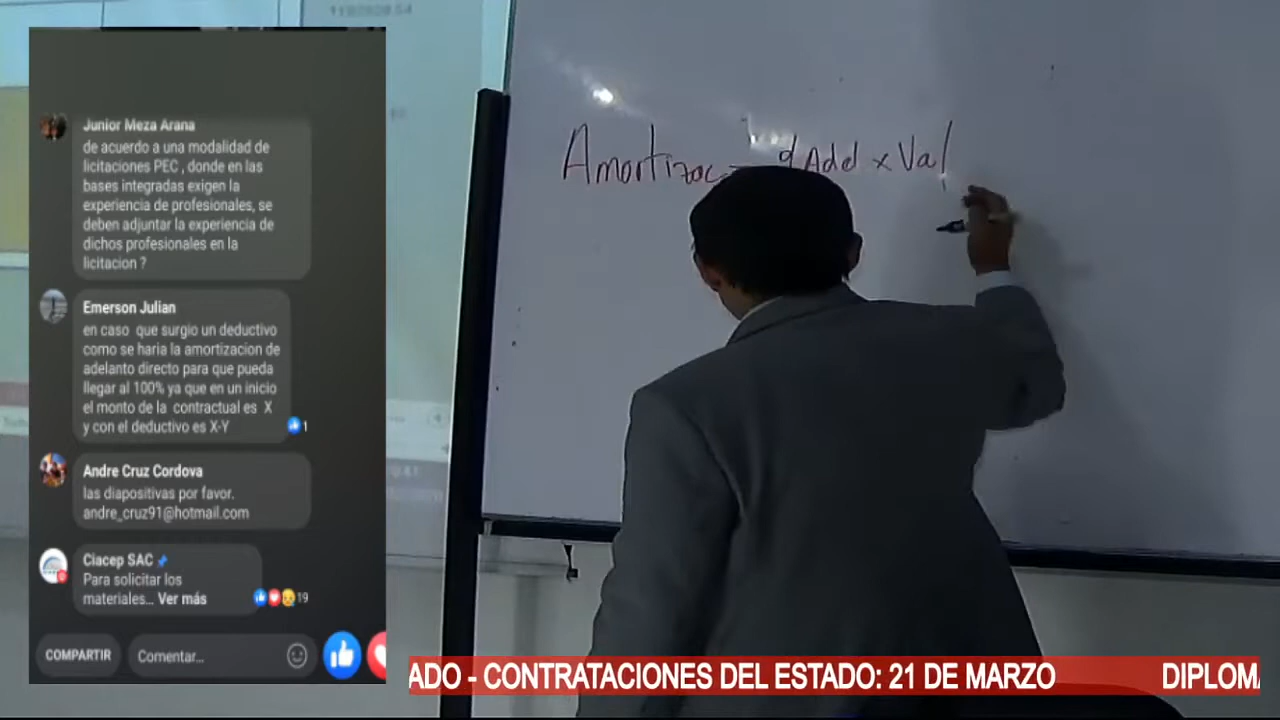 Junior Meza Arana
de acuerdo a una modalidad de
licitaciones PEC , donde en las
bases integradas exigen la
experiencia de profesionales, se
deben adjuntar la experiencia de
dichos profesionales en la
licitacion ?
Emerson Julian
en caso que surgio un deductivo
como se haria la amortizacion de
adelanto directo para que pueda
llegar al 100% ya que en un inicio
el monto de la contractual es X
y con el deductivo es X-Y
1
Andre Cruz Cordova
las diapositivas por favor.
andre_cruz91@hotmail.com
Ciacep SAC
Para solicitar los
materiales... Ver más
19
COMPARTIR
Comentar...
Amortizac
Add x Val
ADO - CONTRATACIONES DEL ESTADO: 21 DE MARZO
DIPLOMA